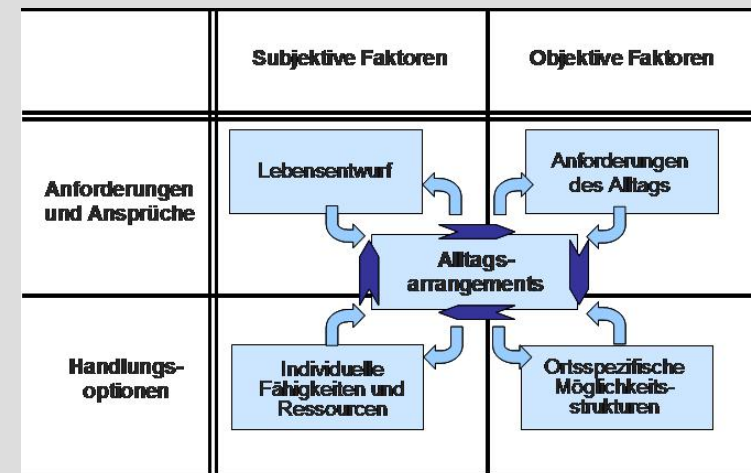 Subjektive Faktoren
Objektive Faktoren
Anforderungen
und Ansprüche
Lebensentwurf
Anforderungen
des Alltags
Alltags-
arrangements
Handlungs-
optionen
Individuelle
Fähigkeiten und
Ressourcen
Ortsspezifische
Möglichkeits-
strukturen